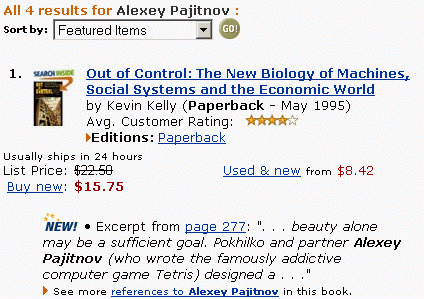 All 4 results for Alexey Pajitnov :
Sort by: Featured Items GO!
1. SEARCH INSIDE Out of Control: The New Biology of Machines,
Social Systems and the Economic World
by Kevin Kelly (Paperback - May 1995)
Avg. Customer Rating:
Editions: Paperback
Usually ships in 24 hours
List Price: $22.50 Used & new from $8.42
Buy new: $15.75
NEW! • Excerpt from page 277: ". . . beauty alone
may be a sufficient goal. Pokhilko and partner Alexey
Pajitnov (who wrote the famously addictive
computer game Tetris) designed a . . ."
See more references to Alexey Pajitnov in this book.